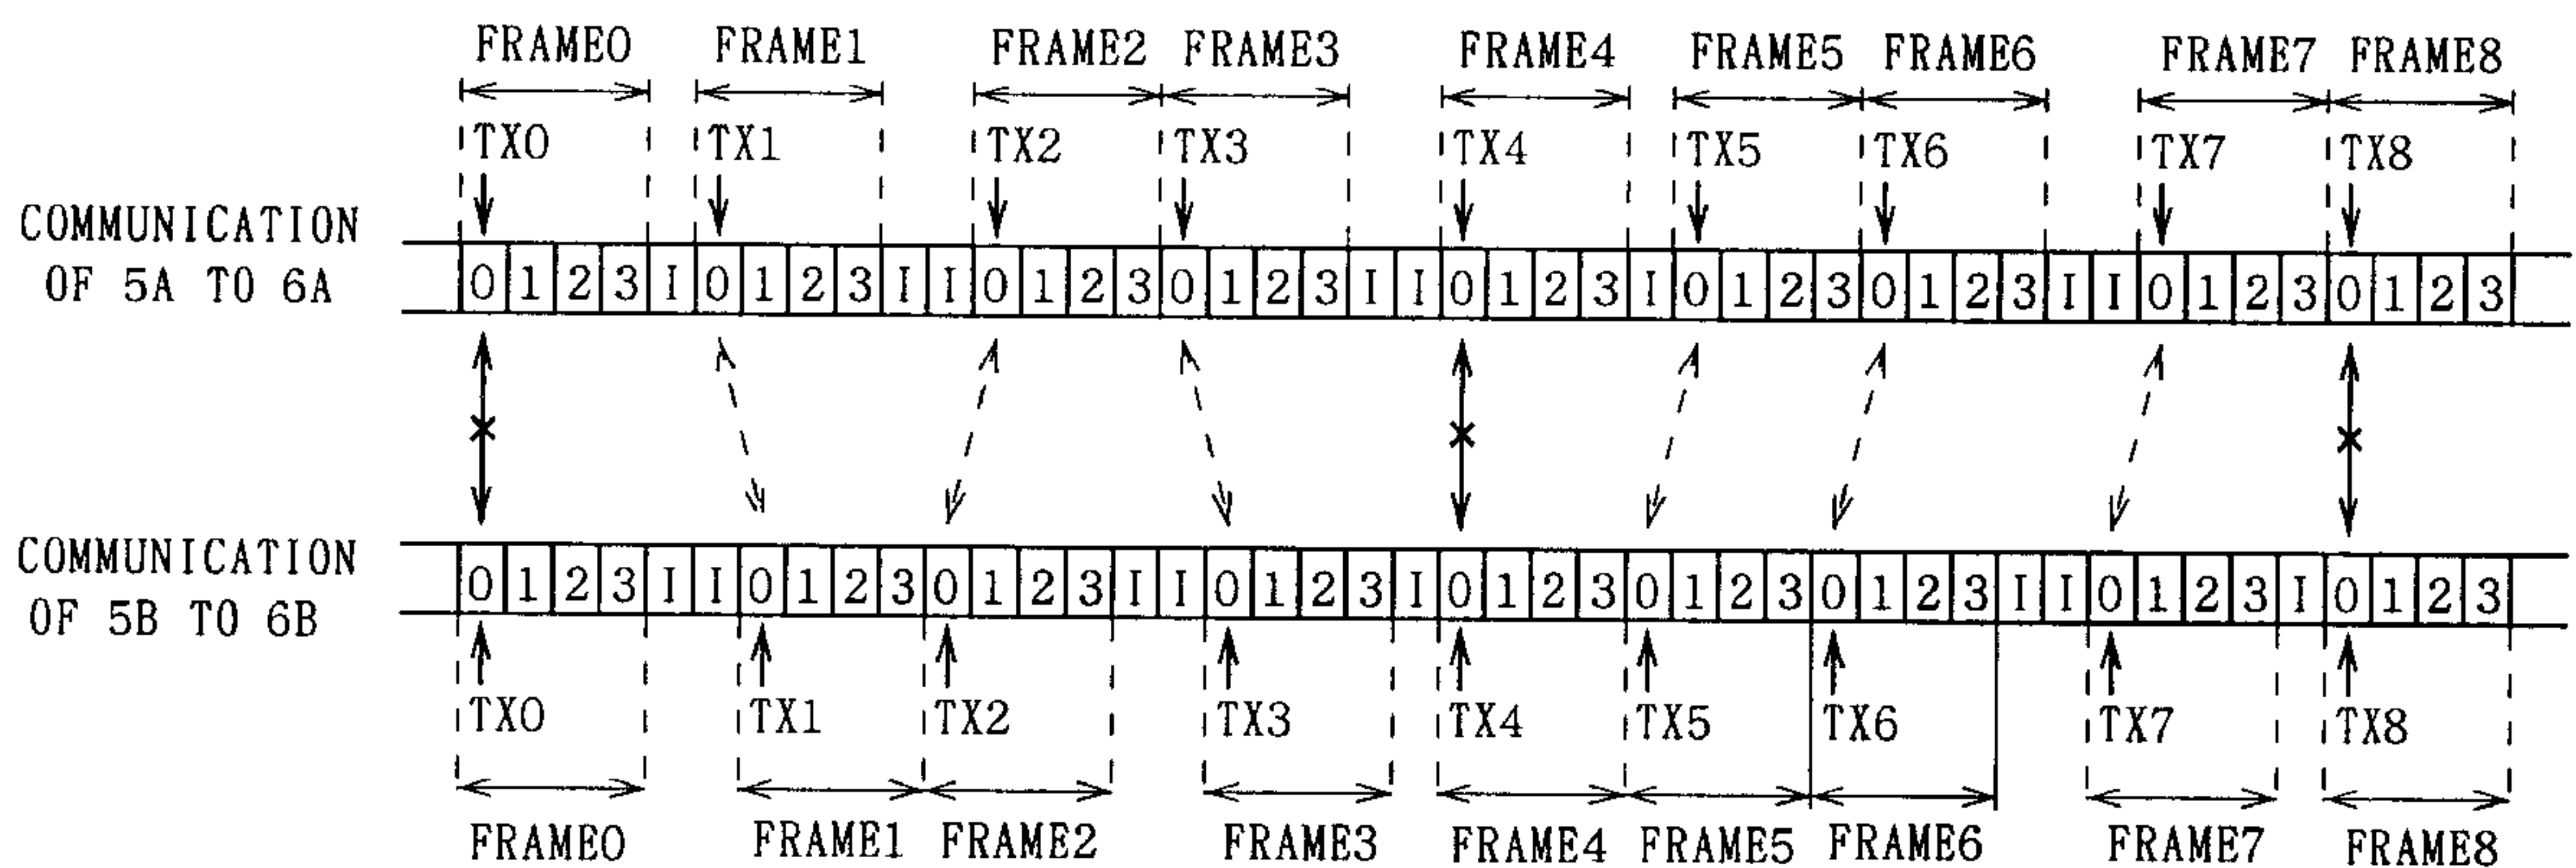 FRAME0 FRAME1 FRAME2 FRAME3 FRAME4 FRAME5 FRAME6 FRAME7 FRAME8
TX0 TX1 TX2 TX3 TX4 TX5 TX6 TX7 TX8
COMMUNICATION
OF 5A TO 6A
0 1 2 3 I 0 1 2 3 I I 0 1 2 3 0 1 2 3 I I 0 1 2 3 I 0 1 2 3 0 1 2 3 I I 0 1 2 3 0 1 2 3
COMMUNICATION
OF 5B TO 6B
0 1 2 3 I I 0 1 2 3 0 1 2 3 I I 0 1 2 3 I 0 1 2 3 0 1 2 3 0 1 2 3 I I 0 1 2 3 I 0 1 2 3
TX0 TX1 TX2 TX3 TX4 TX5 TX6 TX7 TX8
FRAME0 FRAME1 FRAME2 FRAME3 FRAME4 FRAME5 FRAME6 FRAME7 FRAME8